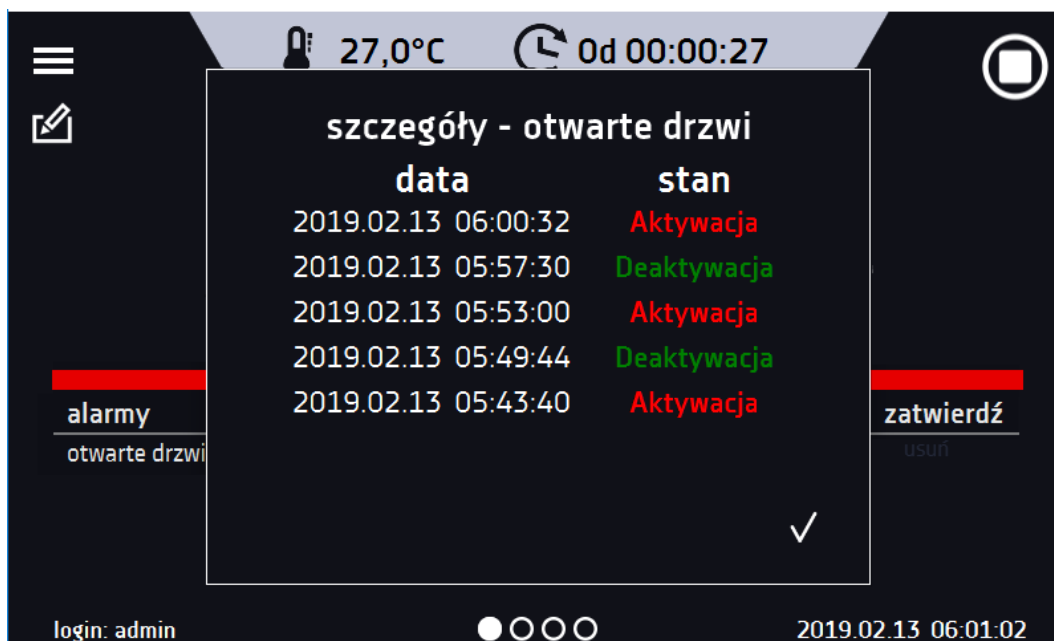 27,0°C 0d 00:00:27
szczegóły - otwarte drzwi
data stan
2019.02.13 06:00:32 Aktywacja
2019.02.13 05:57:30 Deaktywacja
2019.02.13 05:53:00 Aktywacja
2019.02.13 05:49:44 Deaktywacja
2019.02.13 05:43:40 Aktywacja
alarmy zatwierdź
otwarte drzwi usuń
login: admin 2019.02.13 06:01:02